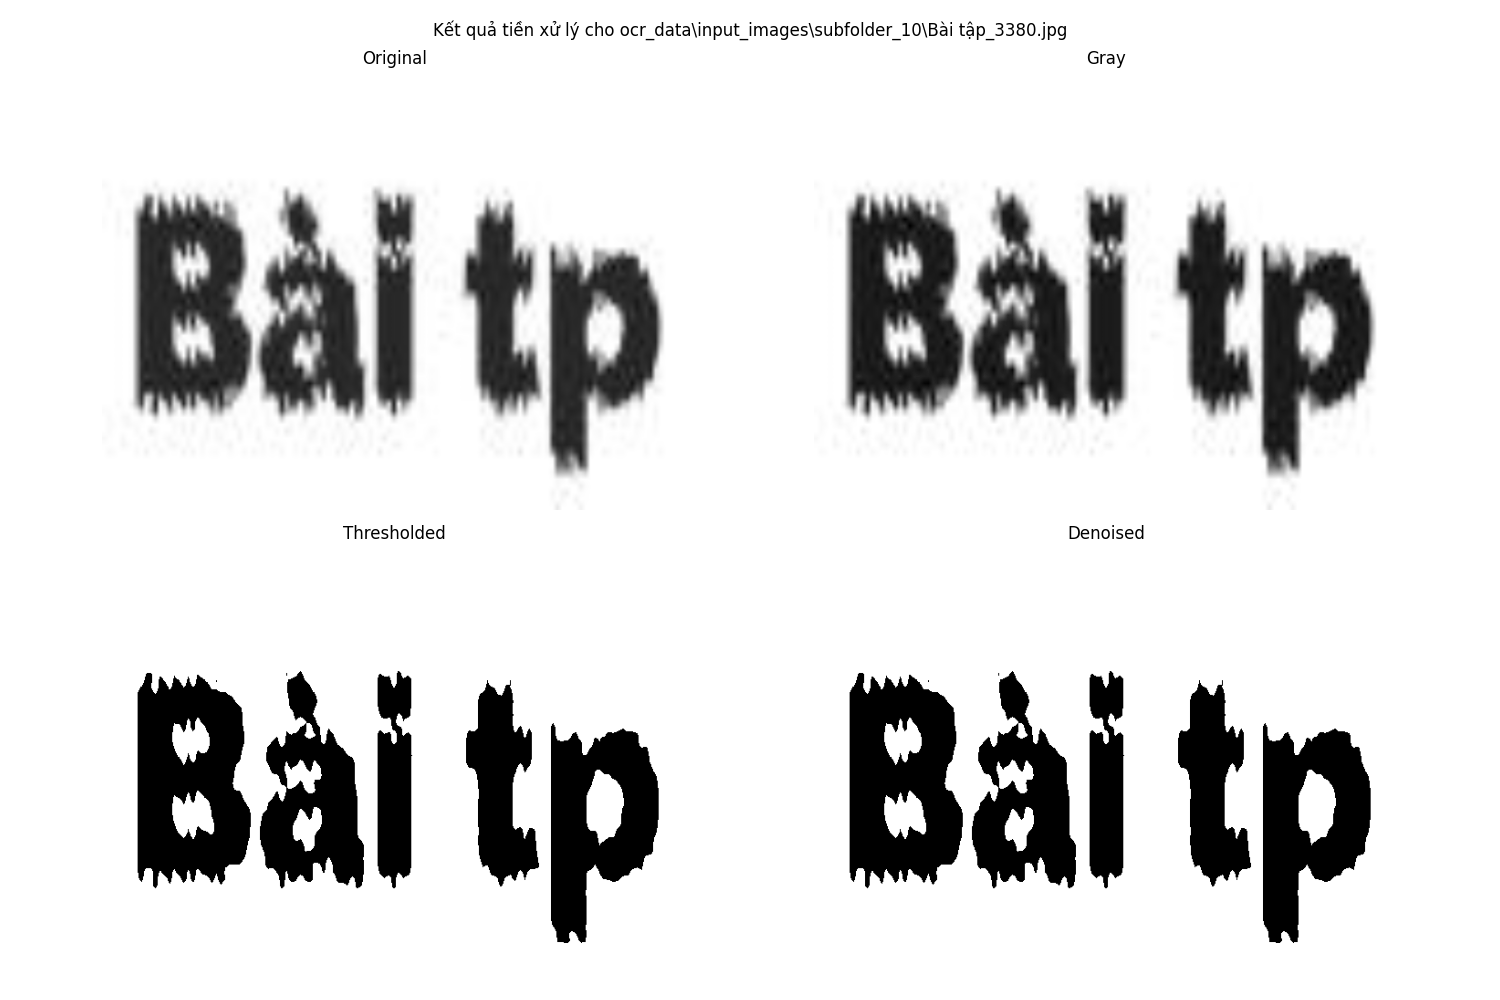 Kết quả tiền xử lý cho ocr_data\input_images\subfolder_10\Bài tập_3380.jpg
Original
Gray
Bài tp
Bài tp
Thresholded
Denoised
Bài tp
Bài tp